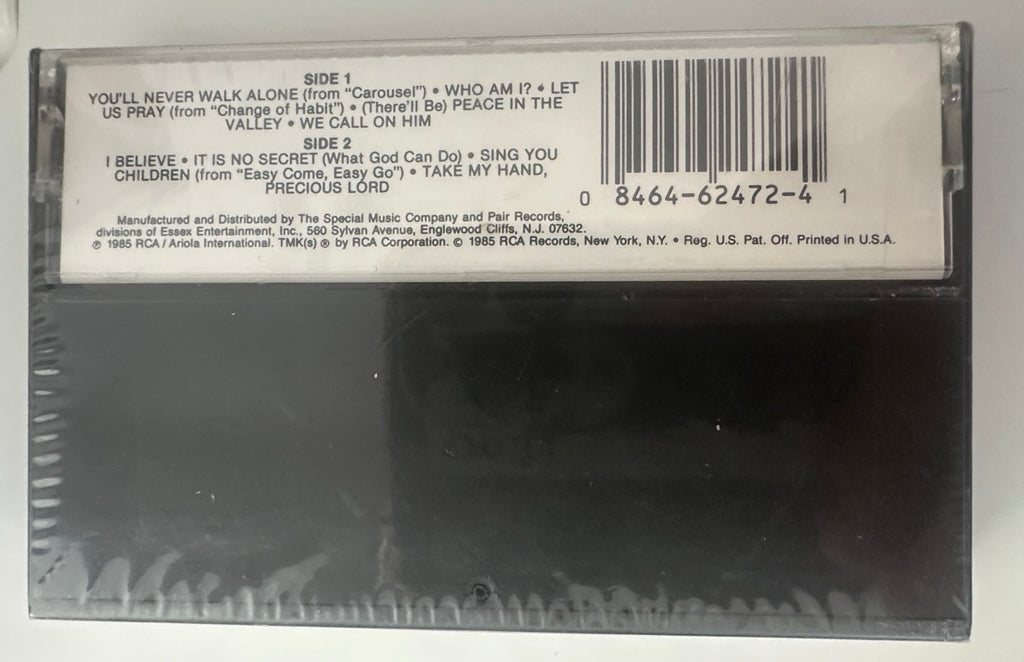 SIDE 1
YOU'LL NEVER WALK ALONE (from "Carousel") • WHO AM I? • LET
US PRAY (from "Change of Habit") • (There'll Be) PEACE IN THE
VALLEY • WE CALL ON HIM
SIDE 2
I BELIEVE • IT IS NO SECRET (What God Can Do) • SING YOU
CHILDREN (from "Easy Come, Easy Go") • TAKE MY HAND,
PRECIOUS LORD
Manufactured and Distributed by The Special Music Company and Pair Records,
divisions of Essex Entertainment, Inc., 560 Sylvan Avenue, Englewood Cliffs, N.J. 07632.
℗ 1985 RCA / Ariola International. TMK(s) ® by RCA Corporation. © 1985 RCA Records, New York, N.Y. • Reg. U.S. Pat. Off. Printed in U.S.A.
0 8464-62472-4 1